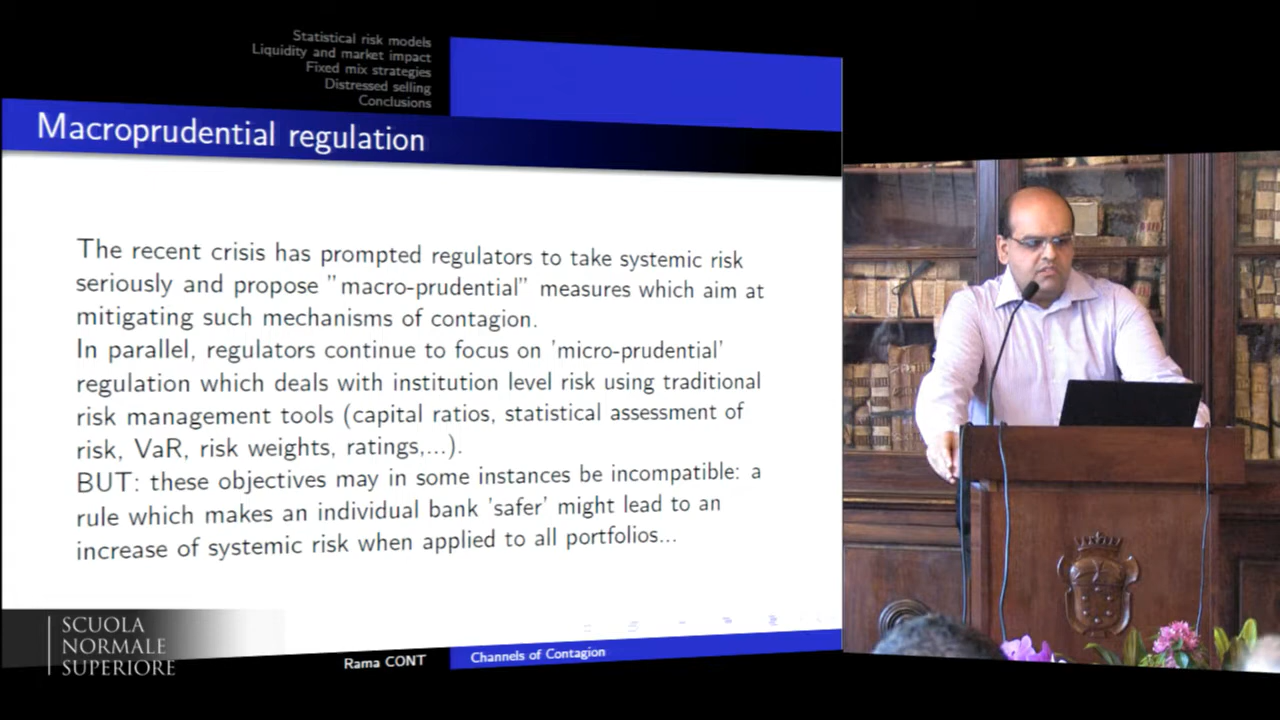 Statistical risk models
Liquidity and market impact
Fixed mix strategies
Distressed selling
Conclusions
Macroprudential regulation
The recent crisis has prompted regulators to take systemic risk
seriously and propose "macro-prudential" measures which aim at
mitigating such mechanisms of contagion.
In parallel, regulators continue to focus on 'micro-prudential'
regulation which deals with institution level risk using traditional
risk management tools (capital ratios, statistical assessment of
risk, VaR, risk weights, ratings,...).
BUT: these objectives may in some instances be incompatible: a
rule which makes an individual bank 'safer' might lead to an
increase of systemic risk when applied to all portfolios...
SCUOLA
NORMALE
SUPERIORE
Rama CONT
Channels of Contagion